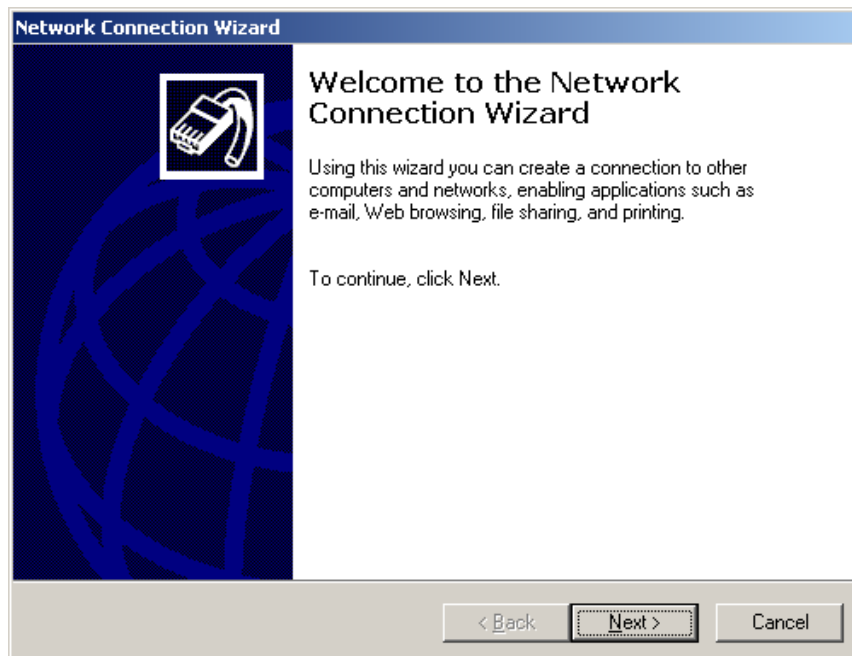 Network Connection Wizard
Welcome to the Network
Connection Wizard
Using this wizard you can create a connection to other
computers and networks, enabling applications such as
e-mail, Web browsing, file sharing, and printing.
To continue, click Next.
< Back Next > Cancel